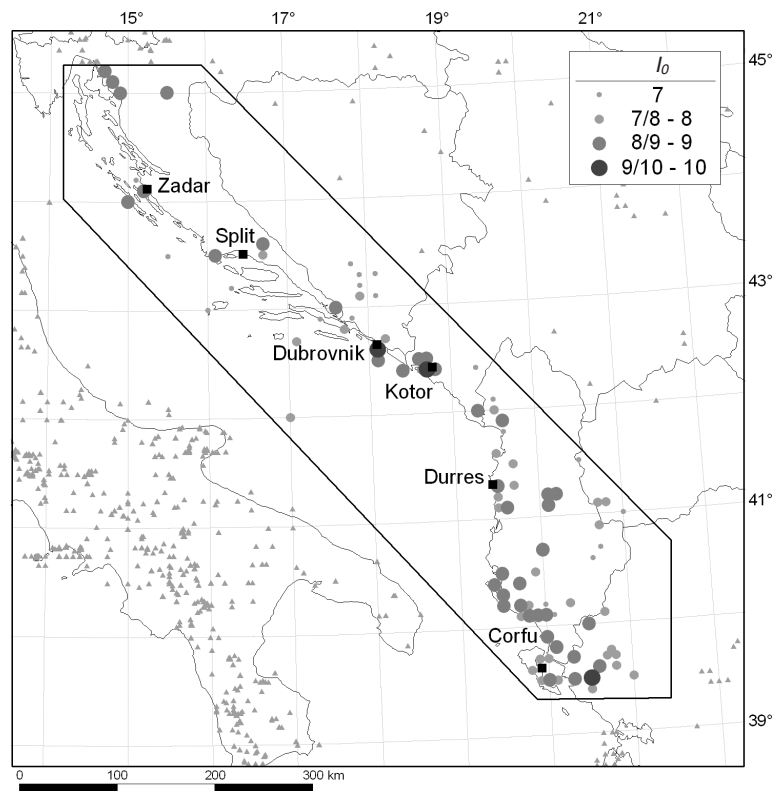 15° 17° 19° 21°
45°
I₀
7
7/8 - 8
8/9 - 9
9/10 - 10
Zadar
Split
43°
Dubrovnik
Kotor
Durres
41°
Corfu
39°
0 100 200 300 km